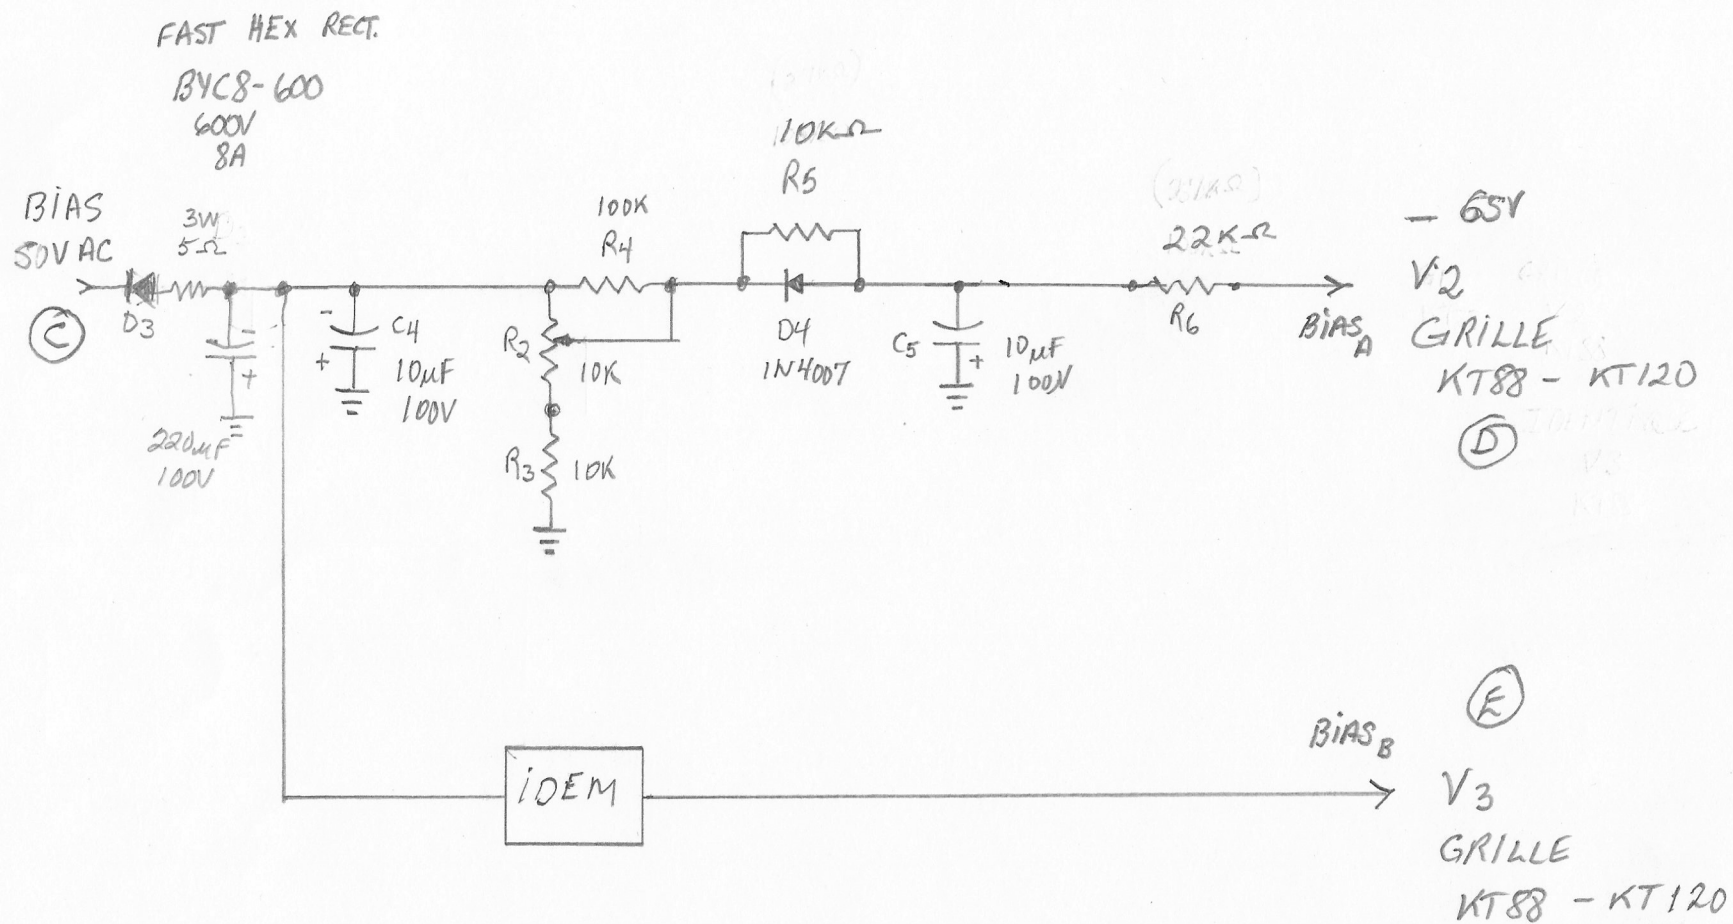 FAST HEX RECT.
BYC8-600
600V
8A
BiAS
50V AC
3W
5Ω
D3
C
220µF
100V
-
+
-
+
C4
10µF
100V
100K
R4
R2
10K
R3
10K
10KΩ
R5
D4
1N4007
C5
+
10µF
100V
22KΩ
R6
BiAS A
- 65V
V2
GRILLE
KT88 - KT120
D
iDEM
BiAS B
E
V3
GRILLE
KT88 - KT120